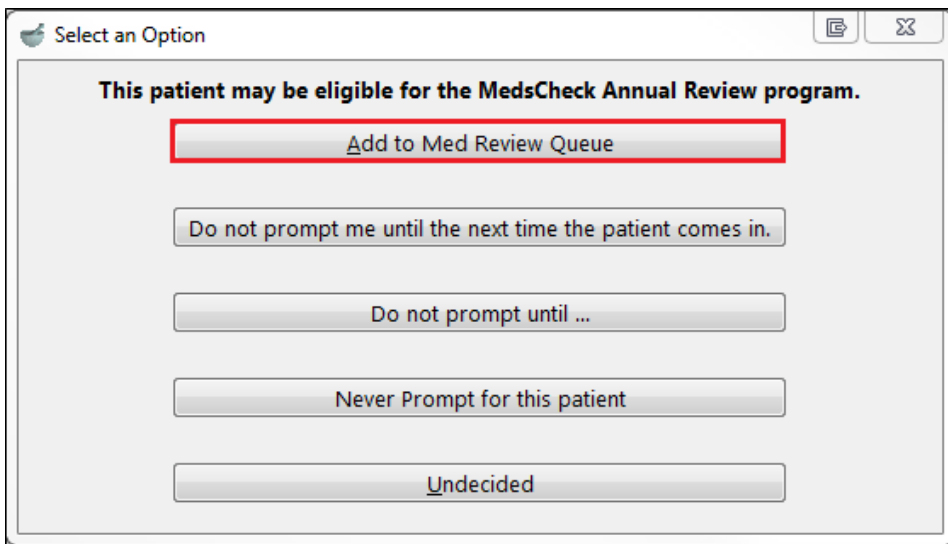 Select an Option
This patient may be eligible for the MedsCheck Annual Review program.
Add to Med Review Queue
Do not prompt me until the next time the patient comes in.
Do not prompt until ...
Never Prompt for this patient
Undecided